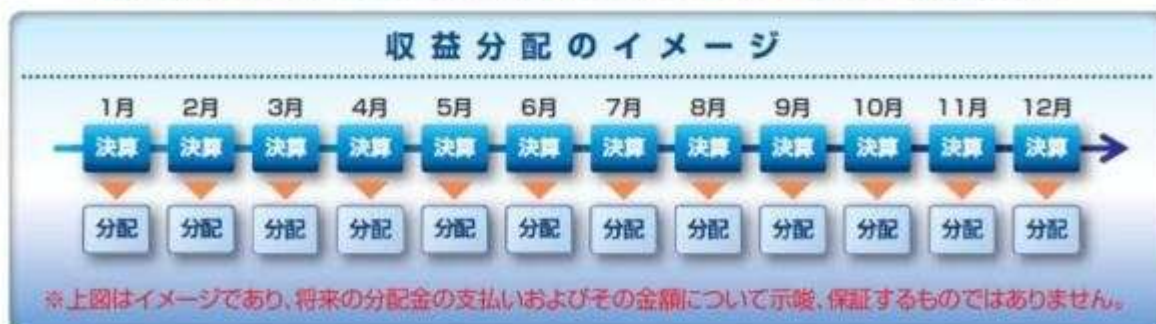 収益分配のイメージ
1月 2月 3月 4月 5月 6月 7月 8月 9月 10月 11月 12月
決算 決算 決算 決算 決算 決算 決算 決算 決算 決算 決算 決算
分配 分配 分配 分配 分配 分配 分配 分配 分配 分配 分配 分配
※上図はイメージであり、将来の分配金の支払いおよびその金額について示唆、保証するものではありません。